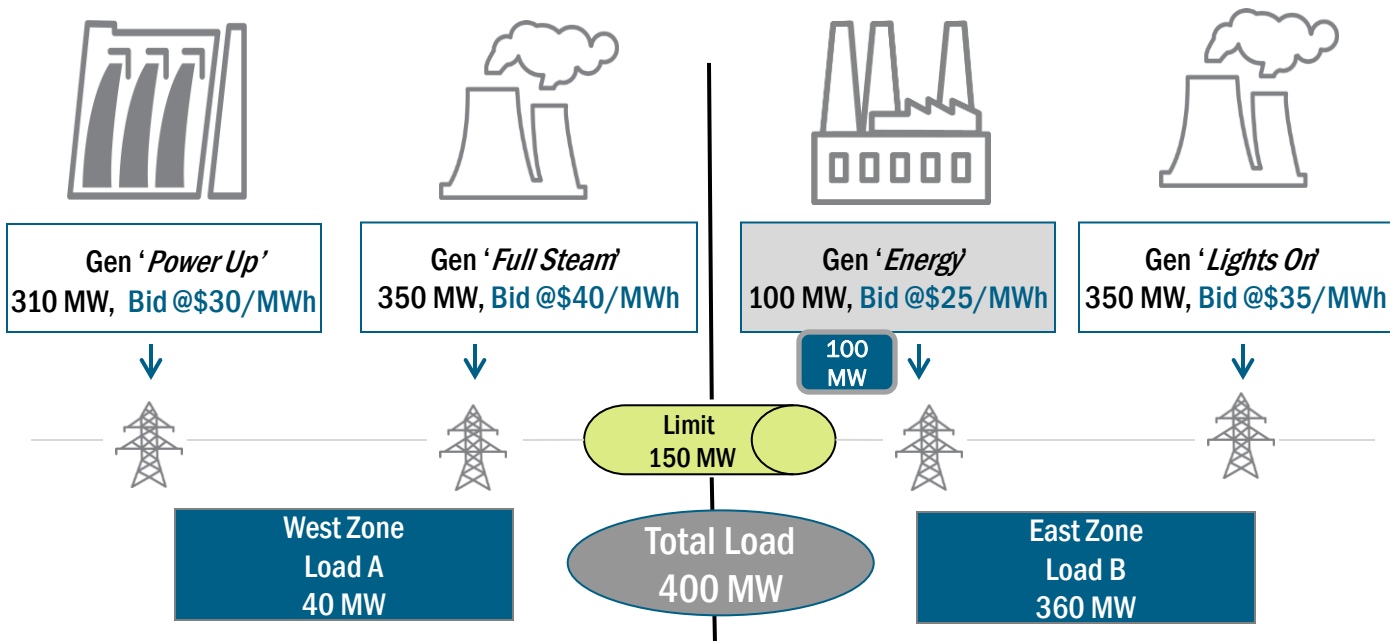 Gen ‘Power Up’
310 MW, Bid @$30/MWh
Gen ‘Full Steam’
350 MW, Bid @$40/MWh
Gen ‘Energy’
100 MW, Bid @$25/MWh
Gen ‘Lights On’
350 MW, Bid @$35/MWh
100
MW
Limit
150 MW
West Zone
Load A
40 MW
Total Load
400 MW
East Zone
Load B
360 MW